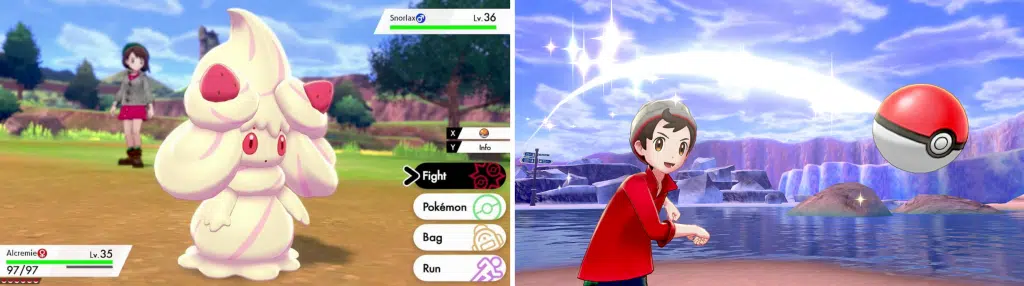 Snorlax♂ Lv.36
X
Y Info
Fight
Pokémon
Bag
Run
Alcremie♀ Lv.35
97/97